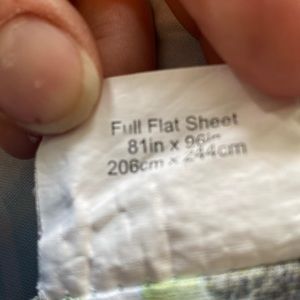 Full Flat Sheet
81in x 96in
206cm x 244cm